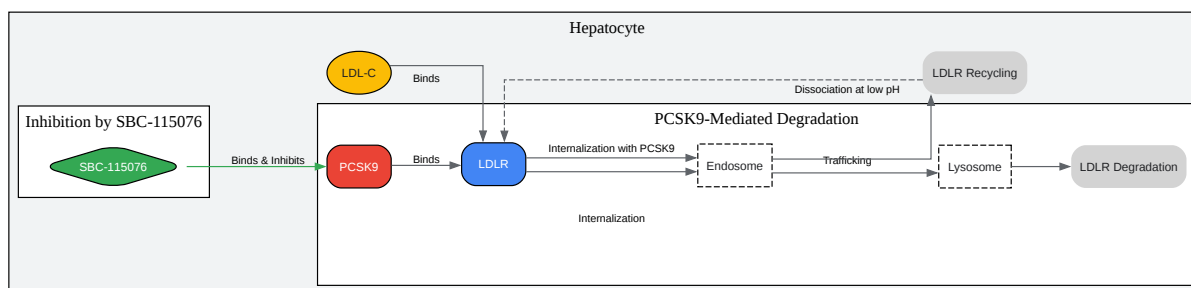 Hepatocyte
LDL-C
Binds
LDLR Recycling
Dissociation at low pH
Inhibition by SBC-115076
PCSK9-Mediated Degradation
SBC-115076
Binds & Inhibits
PCSK9
Binds
LDLR
Internalization with PCSK9
Endosome
Trafficking
Lysosome
LDLR Degradation
Internalization